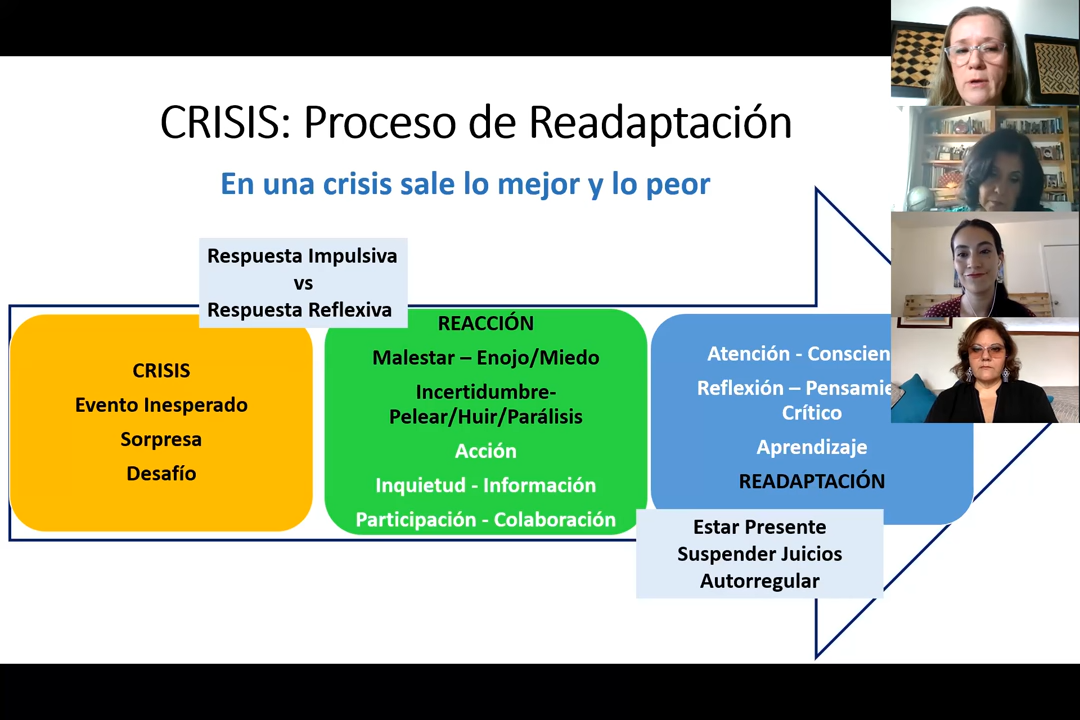 CRISIS: Proceso de Readaptación
En una crisis sale lo mejor y lo peor
Respuesta Impulsiva
vs
Respuesta Reflexiva
CRISIS
Evento Inesperado
Sorpresa
Desafío
REACCIÓN
Malestar – Enojo/Miedo
Incertidumbre-
Pelear/Huir/Parálisis
Acción
Inquietud - Información
Participación - Colaboración
Atención -
Reflexión –
Crítico
Aprendizaje
READAPTACIÓN
Estar Presente
Suspender Juicios
Autorregular